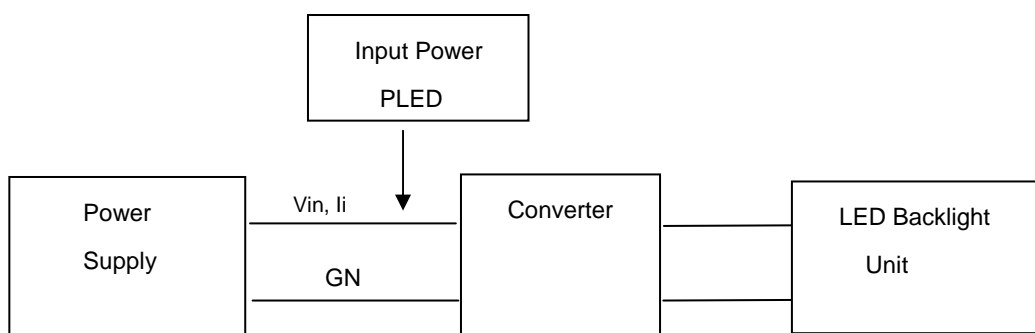 Input Power
PLED
Power
Supply
Vin, Ii
GN
Converter
LED Backlight
Unit